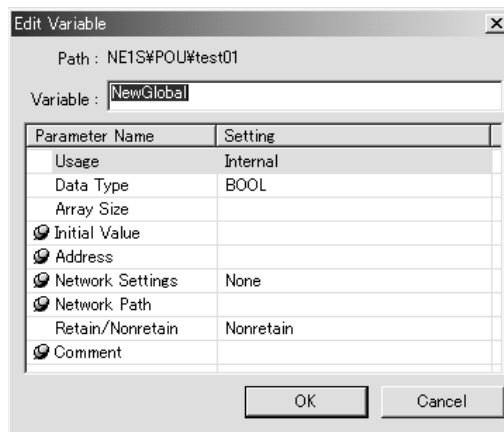 Edit Variable
Path : NE1S¥POU¥test01
Variable : NewGlobal
Parameter Name Setting
Usage Internal
Data Type BOOL
Array Size
Initial Value
Address
Network Settings None
Network Path
Retain/Nonretain Nonretain
Comment
OK Cancel